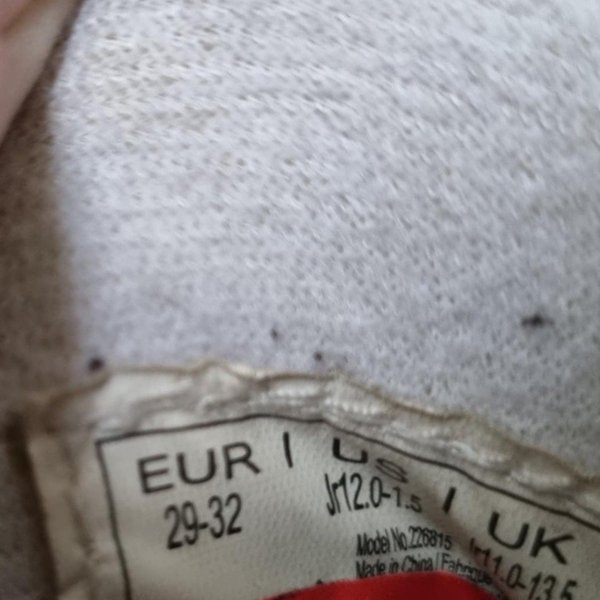 EUR | US | UK
29-32 Jr12.0-1.5 Jr11.0-13.5
Model No.226815
Made in China / Fabriqué